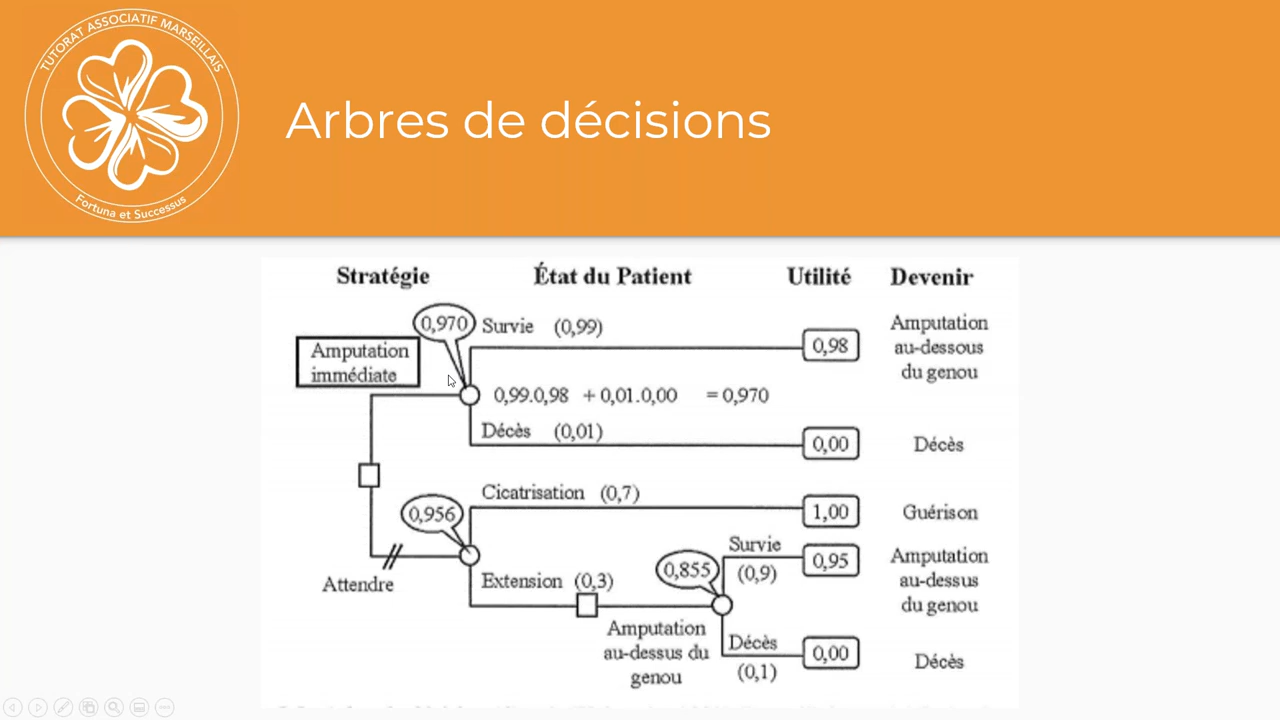 TUTORAT ASSOCIATIF MARSEILLAIS
Fortuna et Successus
Arbres de décisions
Stratégie État du Patient Utilité Devenir
Amputation immédiate
0,970
Survie (0,99)
0,98
Amputation
au-dessous
du genou
0,99.0,98 + 0,01.0,00 = 0,970
Décès (0,01)
0,00
Décès
Attendre
0,956
Cicatrisation (0,7)
1,00
Guérison
Extension (0,3)
Amputation
au-dessus du
genou
0,855
Survie
(0,9)
0,95
Amputation
au-dessus
du genou
Décès
(0,1)
0,00
Décès